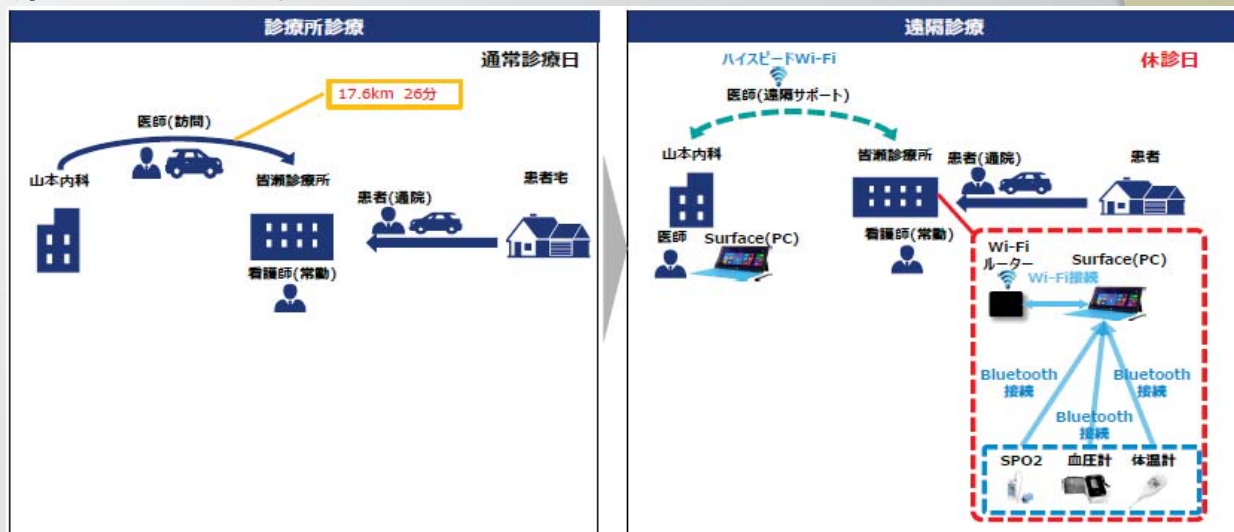 診療所診療
通常診療日
17.6km 26分
医師(訪問)
山本内科
皆瀬診療所
患者(通院)
患者宅
看護師(常勤)
遠隔診療
ハイスピードWi-Fi
休診日
医師(遠隔サポート)
山本内科
皆瀬診療所
患者(通院)
患者
医師
Surface(PC)
看護師(常勤)
Wi-Fi
ルーター
Surface(PC)
Wi-Fi接続
Bluetooth
接続
Bluetooth
接続
Bluetooth
接続
SPO2
血圧計
体温計